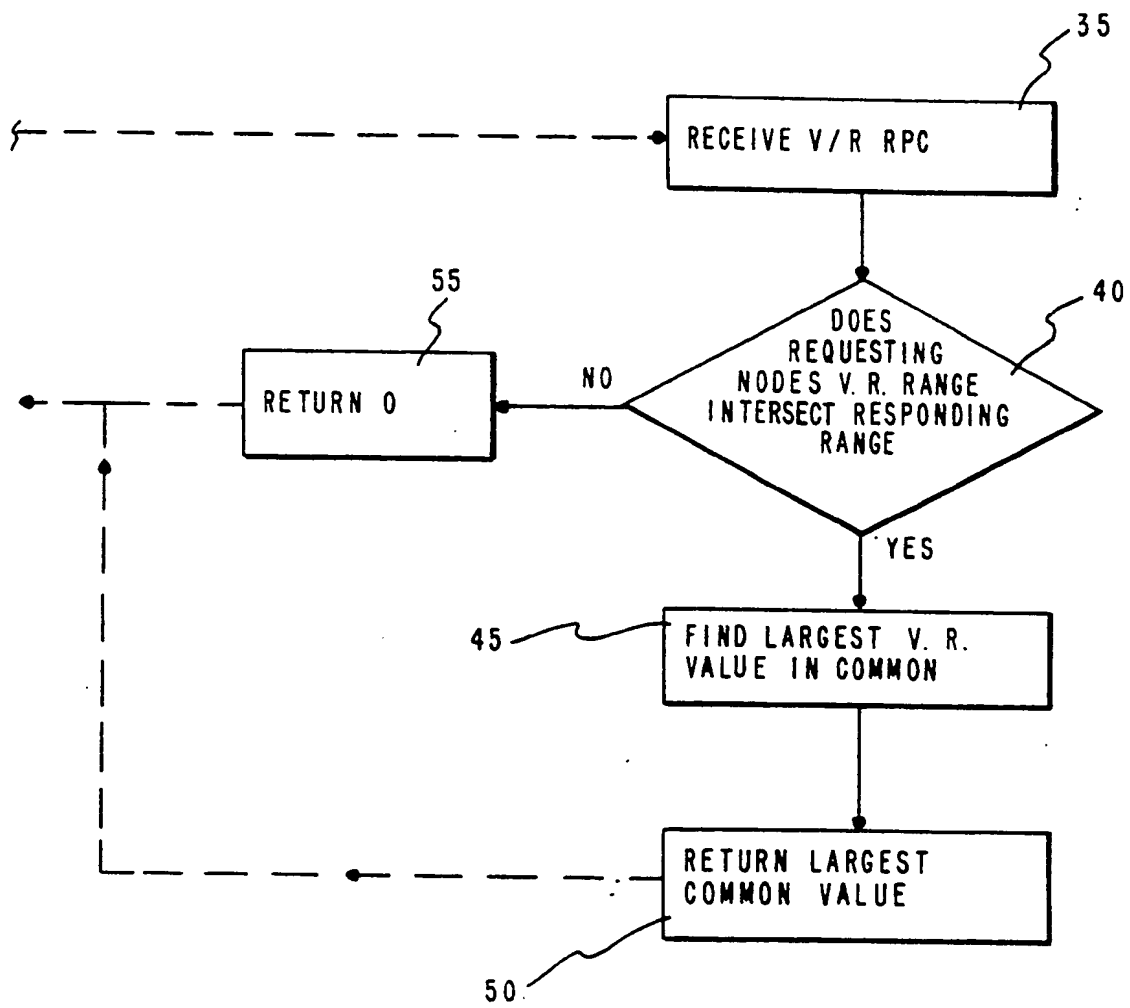 35
RECEIVE V/R RPC
55
40
DOES
REQUESTING
NODES V. R. RANGE
INTERSECT RESPONDING
RANGE
NO
RETURN 0
YES
45
FIND LARGEST V. R.
VALUE IN COMMON
RETURN LARGEST
COMMON VALUE
50